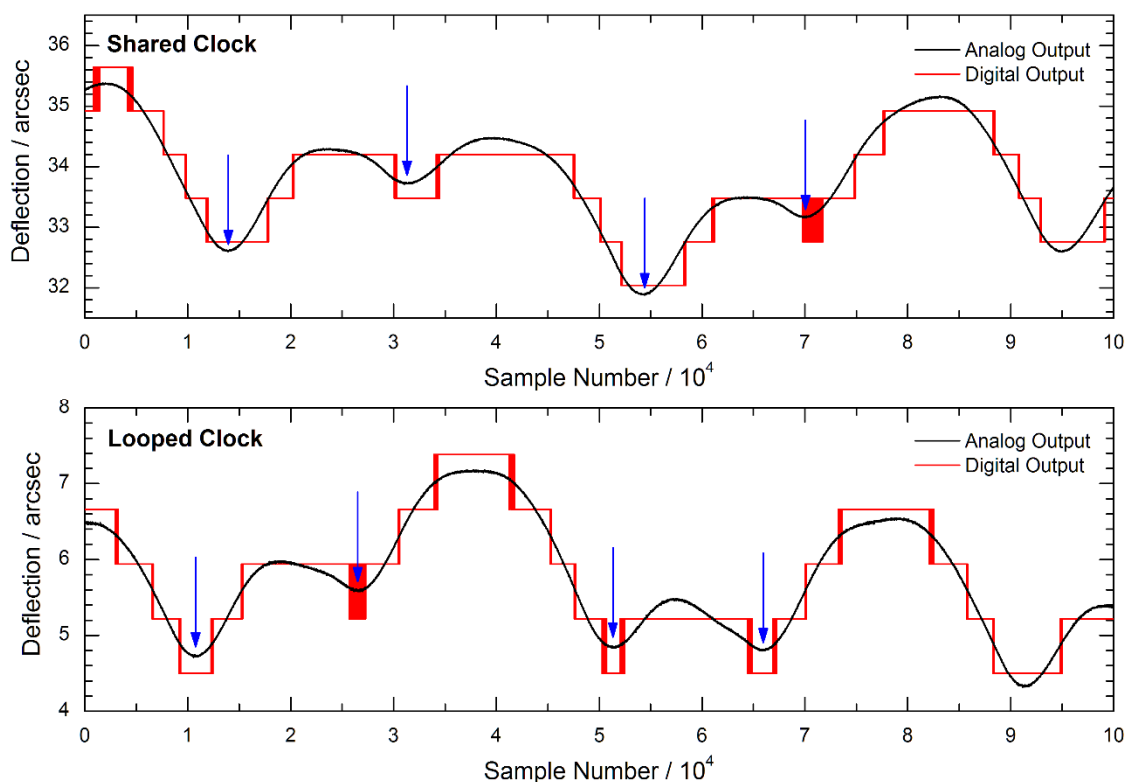 Shared Clock
Analog Output
Digital Output
Deflection / arcsec
36
35
34
33
32
0 1 2 3 4 5 6 7 8 9 10
Sample Number / 10⁴
Looped Clock
Analog Output
Digital Output
Deflection / arcsec
8
7
6
5
4
0 1 2 3 4 5 6 7 8 9 10
Sample Number / 10⁴